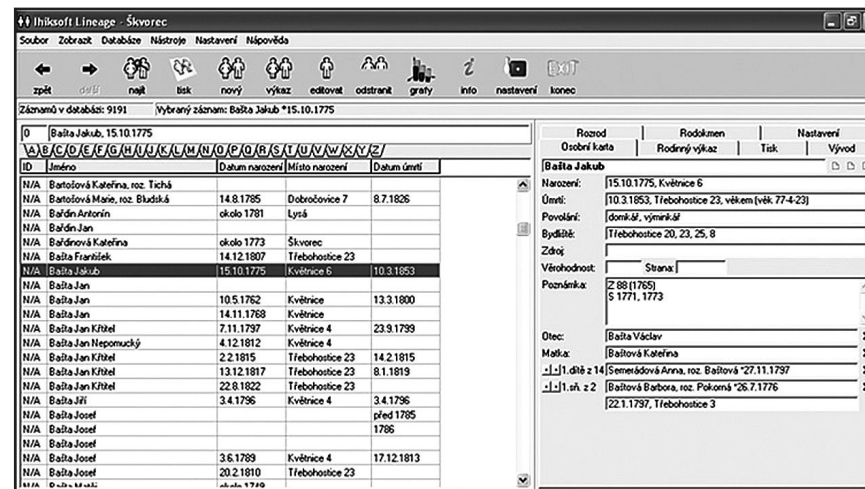 Ihiksoft Lineage - Škvorec
Soubor Zobrazit Databáze Nástroje Nastavení Nápověda
EXIT
zpět další najít tisk nový výkaz editovat odstranit grafy info nastavení konec
Záznamů v databázi: 9191 Vybraný záznam: Bašta Jakub *15.10.1775
0 Bašta Jakub, 15.10.1775
A B C D E F G H I J K L M N O P Q R S T U V W X Y Z
ID Jméno Datum narození Místo narození Datum úmrtí
N/A Bartošová Kateřina, roz. Tichá
N/A Bartošová Marie, roz. Bludská 14.8.1785 Dobročovice 7 8.7.1826
N/A Bařdin Antonín okolo 1781 Lysá
N/A Bařdin Jan
N/A Bařdinová Kateřina okolo 1773 Škvorec
N/A Bašta František 14.12.1807 Třebohostice 23
N/A Bašta Jakub 15.10.1775 Květnice 6 10.3.1853
N/A Bašta Jan
N/A Bašta Jan 10.5.1762 Květnice 13.3.1800
N/A Bašta Jan 14.11.1768 Květnice
N/A Bašta Jan Křtitel 7.11.1797 Květnice 4 23.9.1799
N/A Bašta Jan Nepomucký 4.12.1812 Květnice 4
N/A Bašta Jan Křtitel 2.2.1815 Třebohostice 23 14.2.1815
N/A Bašta Jan Křtitel 13.12.1817 Třebohostice 23 8.1.1819
N/A Bašta Jan Křtitel 22.8.1822 Třebohostice 23
N/A Bašta Jiří 3.4.1796 Květnice 4 3.4.1796
N/A Bašta Josef před 1785
N/A Bašta Josef 1786
N/A Bašta Josef
N/A Bašta Josef 3.6.1789 Květnice 4 17.12.1813
N/A Bašta Josef 20.2.1810 Třebohostice 23
N/A Bašta Matěj okolo 1749
Rozrod Rodokmen Nastavení
Osobní karta Rodinný výkaz Tisk Vývod
Bašta Jakub
Narození: 15.10.1775, Květnice 6
Úmrtí: 10.3.1853, Třebohostice 23, věkem (věk 77-4-23)
Povolání: domkář, výminkář
Bydliště: Třebohostice 20, 23, 25, 8
Zdroj:
Věrohodnost: Strana:
Poznámka: Z 88 (1765)
S 1771, 1773
Otec: Bašta Václav
Matka: Baštová Kateřina
1.dítě z 14 Semerádová Anna, roz. Baštová *27.11.1797
1.sň. z 2 Baštová Barbora, roz. Pokorná *26.7.1776
22.1.1797, Třebohostice 3